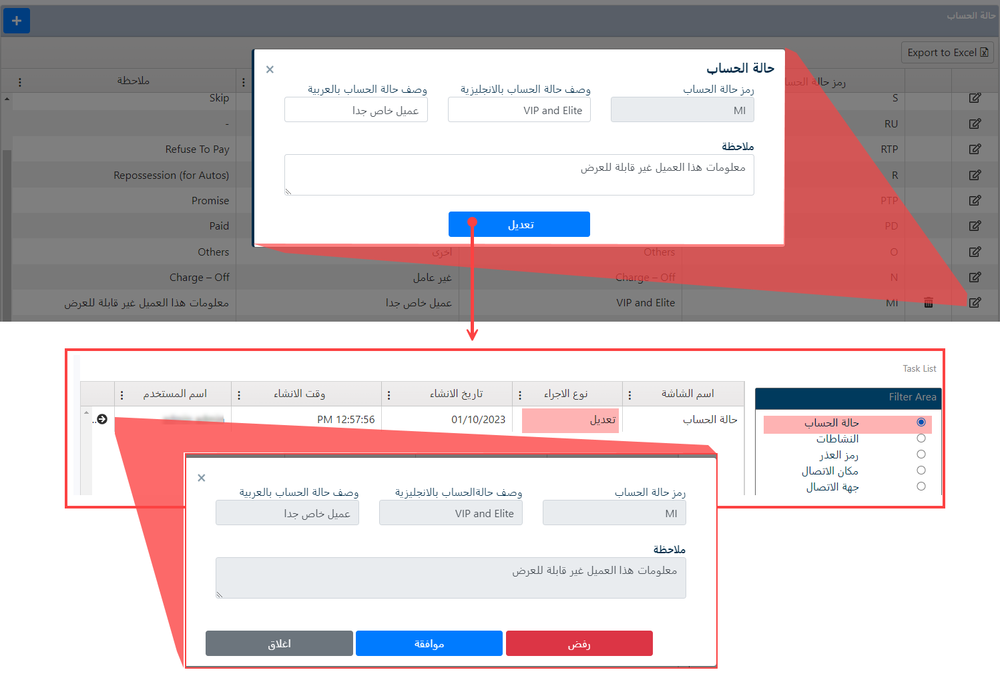 حالة الحساب
Export to Excel
رمز حالة الحساب
ملاحظة
S
Skip
RU
-
RTP
Refuse To Pay
R
Repossession (for Autos)
PTP
Promise
PD
Paid
O
Others
اخرى
Others
N
Charge – Off
غير عامل
Charge – Off
MI
VIP and Elite
عميل خاص جدا
معلومات هذا العميل غير قابلة للعرض
حالة الحساب
×
رمز حالة الحساب
وصف حالة الحساب بالانجليزية
وصف حالة الحساب بالعربية
MI
VIP and Elite
عميل خاص جدا
ملاحظة
معلومات هذا العميل غير قابلة للعرض
تعديل
Task List
Filter Area
حالة الحساب
النشاطات
رمز العذر
مكان الاتصال
جهة الاتصال
اسم الشاشة
نوع الاجراء
تاريخ الانشاء
وقت الانشاء
اسم المستخدم
حالة الحساب
تعديل
01/10/2023
12:57:56 PM
..
×
رمز حالة الحساب
وصف حالةالحساب بالانجليزية
وصف حالة الحساب بالعربية
MI
VIP and Elite
عميل خاص جدا
ملاحظة
معلومات هذا العميل غير قابلة للعرض
رفض
موافقة
اغلاق